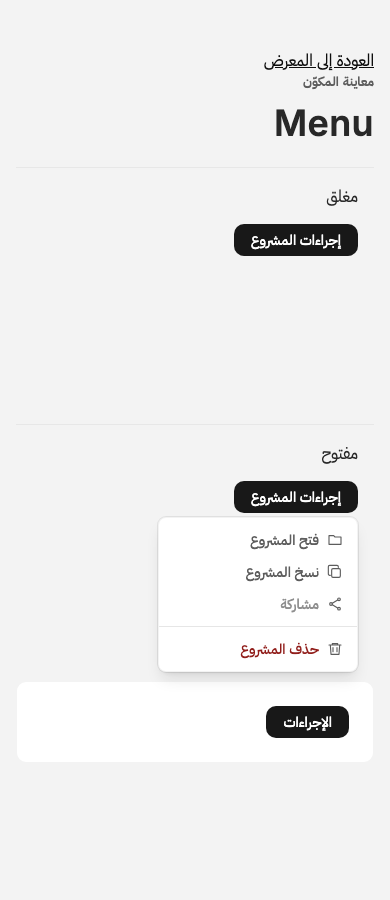 العودة إلى المعرض
معاينة المكوّن
Menu
مغلق
إجراءات المشروع
مفتوح
إجراءات المشروع
فتح المشروع
نسخ المشروع
مشاركة
حذف المشروع
الإجراءات